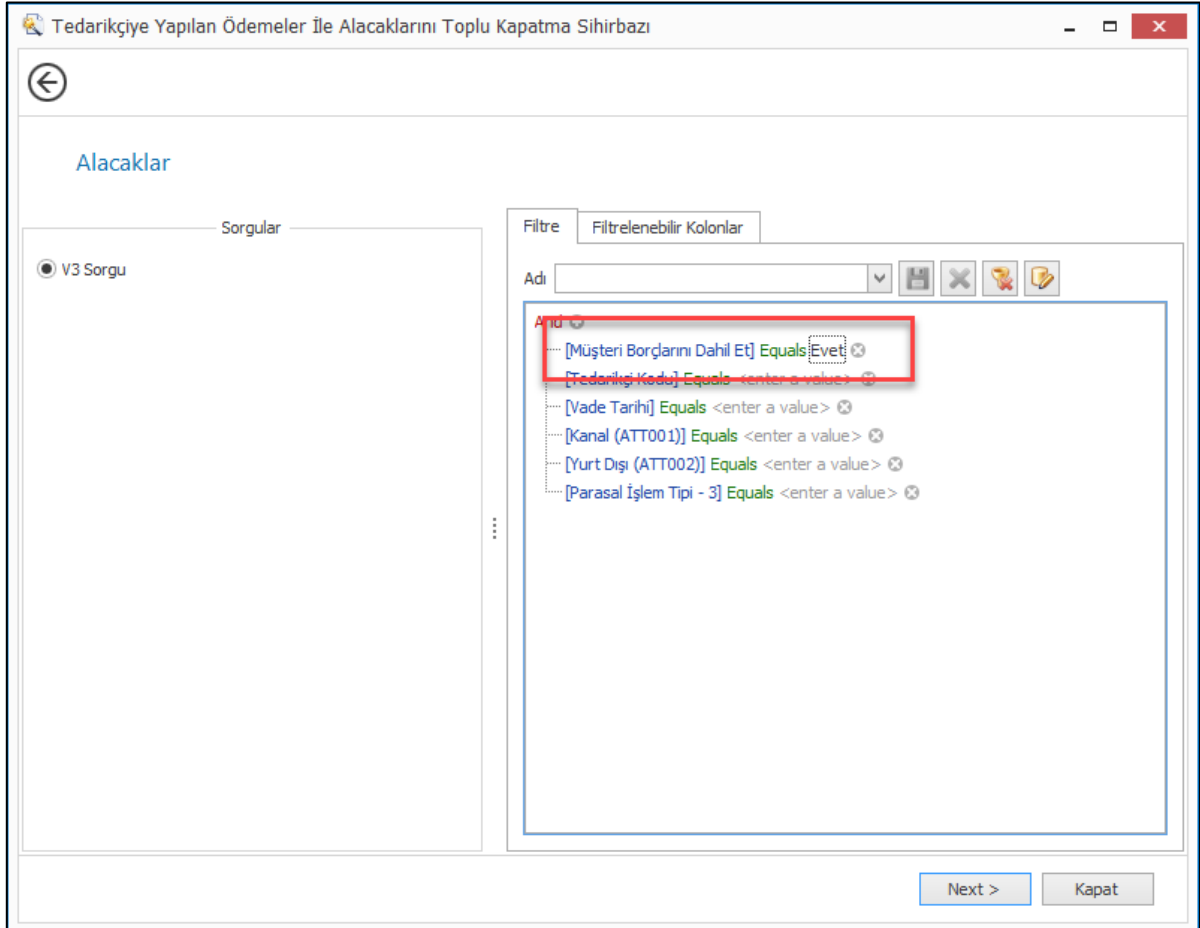 Tedarikçiye Yapılan Ödemeler İle Alacaklarını Toplu Kapatma Sihirbazı
Alacaklar
Sorgular
V3 Sorgu
Filtre Filtrelenebilir Kolonlar
Adı
And
[Müşteri Borçlarını Dahil Et] Equals Evet
[Tedarikçi Kodu] Equals <enter a value>
[Vade Tarihi] Equals <enter a value>
[Kanal (ATT001)] Equals <enter a value>
[Yurt Dışı (ATT002)] Equals <enter a value>
[Parasal İşlem Tipi - 3] Equals <enter a value>
Next > Kapat